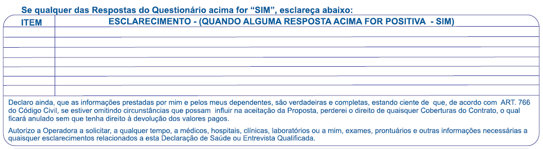 Se qualquer das Respostas do Questionário acima for “SIM”, esclareça abaixo:
ITEM ESCLARECIMENTO - (QUANDO ALGUMA RESPOSTA ACIMA FOR POSITIVA - SIM)
Declaro ainda, que as informações prestadas por mim e pelos meus dependentes, são verdadeiras e completas, estando ciente de que, de acordo com ART. 766
do Código Civil, se estiver omitindo circunstâncias que possam influir na aceitação da Proposta, perderei o direito de quaisquer Coberturas do Contrato, o qual
ficará anulado sem que tenha direito à devolução dos valores pagos.
Autorizo a Operadora a solicitar, a qualquer tempo, a médicos, hospitais, clínicas, laboratórios ou a mim, exames, prontuários e outras informações necessárias a
quaisquer esclarecimentos relacionados a esta Declaração de Saúde ou Entrevista Qualificada.